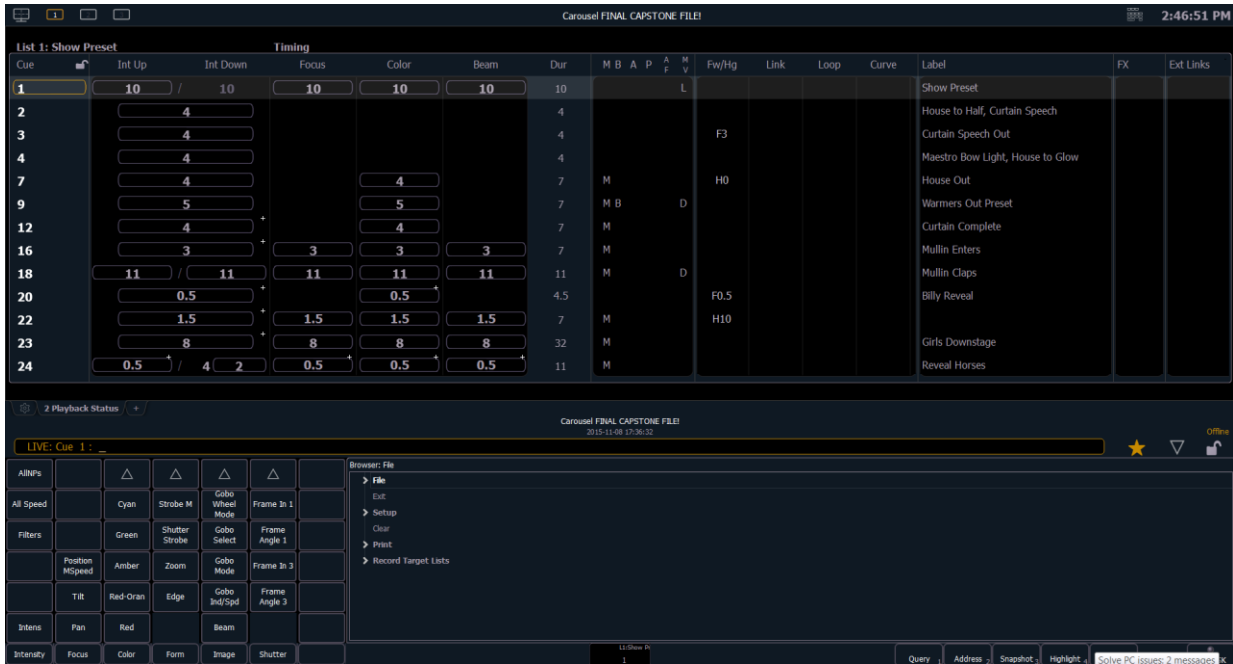 1 Carousel FINAL CAPSTONE FILE! 2:46:51 PM
List 1: Show Preset Timing
Cue Int Up Int Down Focus Color Beam Dur M B A P A F M V Fw/Hg Link Loop Curve Label FX Ext Links
1 10 / 10 10 10 10 10 L Show Preset
2 4 4 House to Half, Curtain Speech
3 4 4 F3 Curtain Speech Out
4 4 4 Maestro Bow Light, House to Glow
7 4 4 7 M H0 House Out
9 5 5 7 M B D Warmers Out Preset
12 4 + 4 7 M Curtain Complete
16 3 + 3 3 3 7 M Mullin Enters
18 11 / 11 11 11 11 11 M D Mullin Claps
20 0.5 + 0.5 + 4.5 F0.5 Billy Reveal
22 1.5 + 1.5 1.5 1.5 7 M H10
23 8 + 8 8 8 32 M Girls Downstage
24 0.5 + / 4 2 0.5 + 0.5 + 0.5 + 11 M Reveal Horses
2 Playback Status +
Carousel FINAL CAPSTONE FILE!
2015-11-08 17:36:32
Offline
LIVE: Cue 1 : _
Browser: File
> File
Exit
> Setup
Clear
> Print
> Record Target Lists
AllNPs
All Speed Cyan Strobe M Gobo Wheel Mode Frame In 1
Filters Green Shutter Strobe Gobo Select Frame Angle 1
Position MSpeed Amber Zoom Gobo Mode Frame In 3
Tilt Red-Oran Edge Gobo Ind/Spd Frame Angle 3
Intens Pan Red Beam
Intensity Focus Color Form Image Shutter
L1:Show Pr
1
Query 1 Address 2 Snapshot 3 Highlight 4 Solve PC issues: 2 messages SK